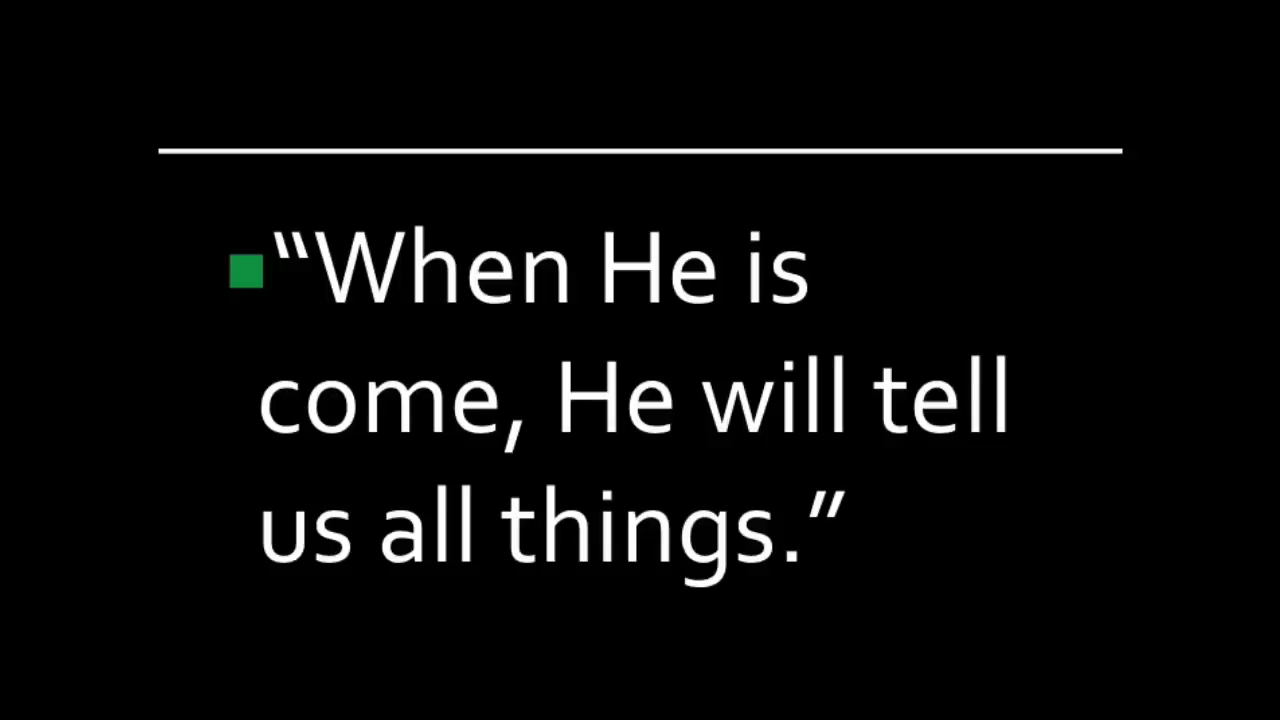 “When He is
come, He will tell
us all things.”